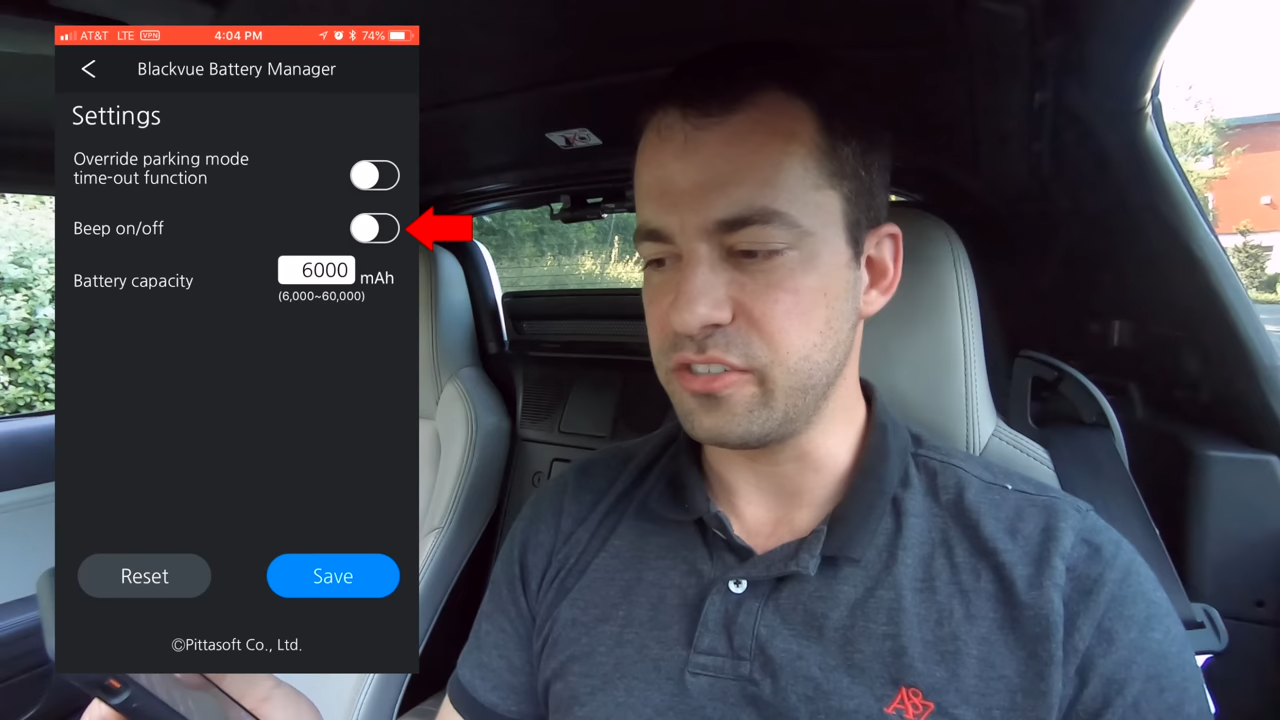 AT&T LTE VPN 4:04 PM 74%
Blackvue Battery Manager
Settings
Override parking mode
time-out function
Beep on/off
6000
Battery capacity mAh
(6,000~60,000)
Reset Save
©Pittasoft Co., Ltd.